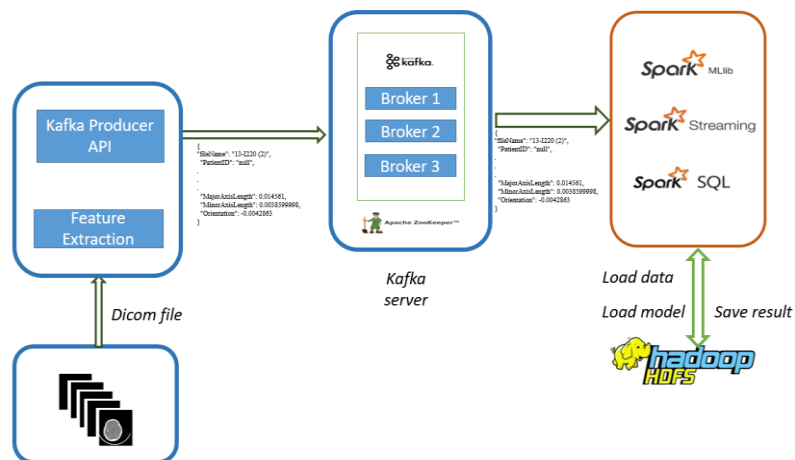 Kafka Producer
API
Feature
Extraction
Dicom file
{
"fileName": "13-I220 (2)",
"PatientID": "null",
.
.
.
"MajorAxisLength": 0.014561,
"MinorAxisLength": 0.0038599998,
"Orientation": -0.0042863
}
kafka.
Broker 1
Broker 2
Broker 3
Apache ZooKeeper™
Kafka
server
{
"fileName": "13-I220 (2)",
"PatientID": "null",
.
.
.
"MajorAxisLength": 0.014561,
"MinorAxisLength": 0.0038599998,
"Orientation": -0.0042863
}
Spark MLlib
Spark Streaming
Spark SQL
Load data
Load model
Save result
hadoop
HDFS